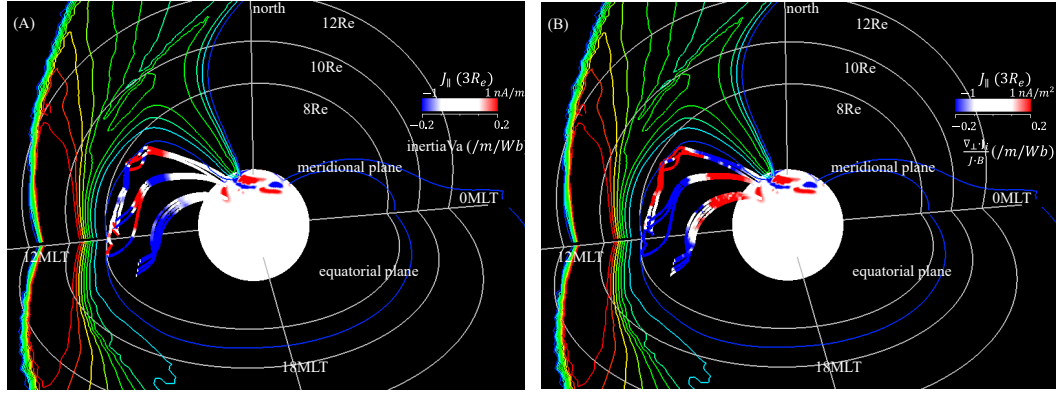 (A)
north
12Re
10Re
8Re
J∥ (3Re)
−1 1 nA/m
−0.2 0.2
inertiaVa (/m/Wb)
meridional plane
0MLT
12MLT
equatorial plane
18MLT
(B)
north
12Re
10Re
8Re
J∥ (3Re)
−1 1 nA/m²
−0.2 0.2
∇⊥·Ji
J·B (/m/Wb)
meridional plane
0MLT
12MLT
equatorial plane
18MLT